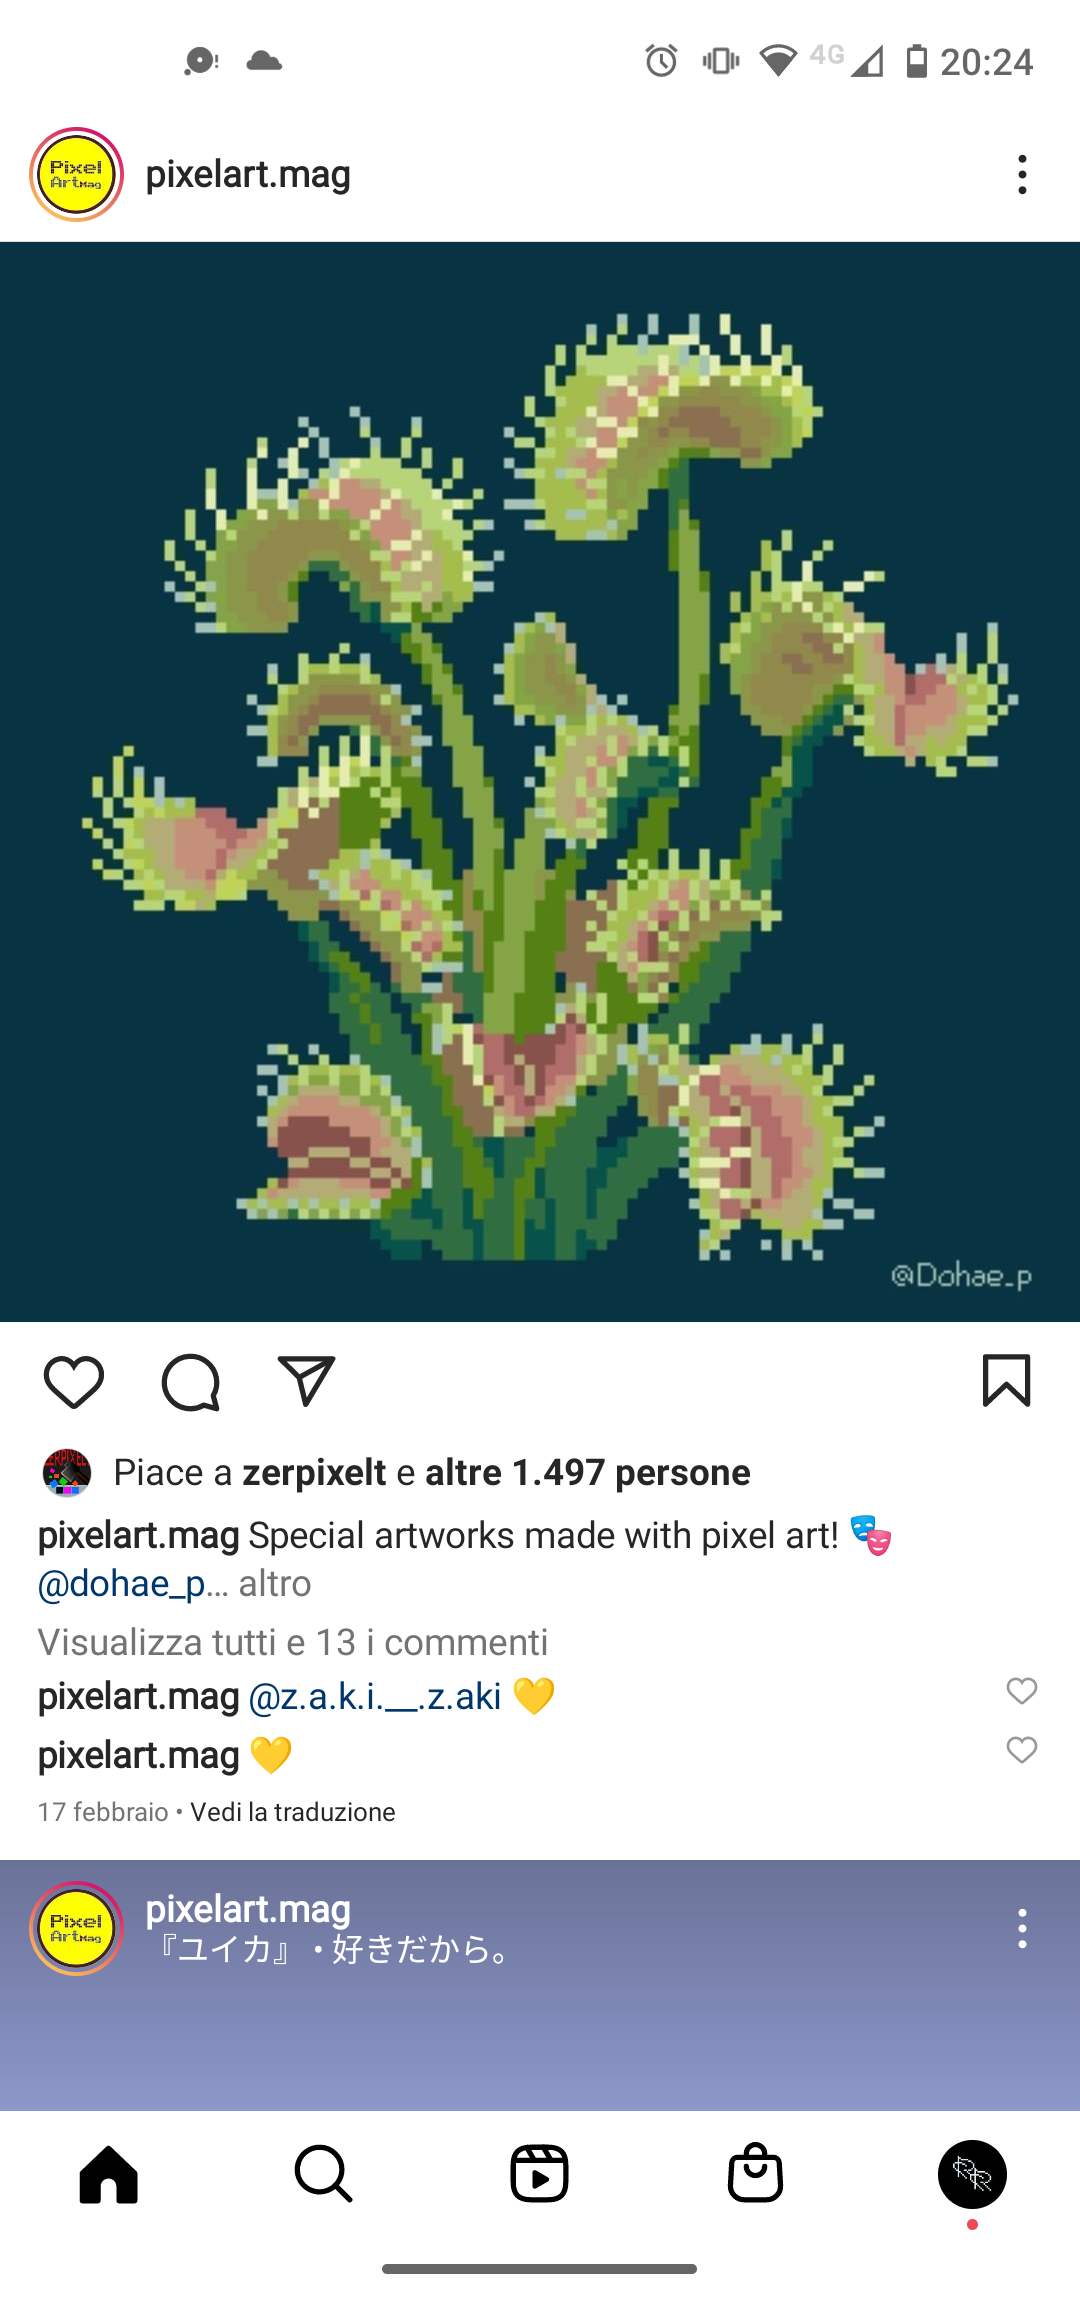 4G 20:24
Pixel
ArtMag
pixelart.mag
@Dohae_p
ZERPIXELT
Piace a zerpixelt e altre 1.497 persone
pixelart.mag Special artworks made with pixel art! 🎭
@dohae_p... altro
Visualizza tutti e 13 i commenti
pixelart.mag @z.a.k.i.__.z.aki 💛
pixelart.mag 💛
17 febbraio • Vedi la traduzione
Pixel
ArtMag
pixelart.mag
『ユイカ』 • 好きだから。